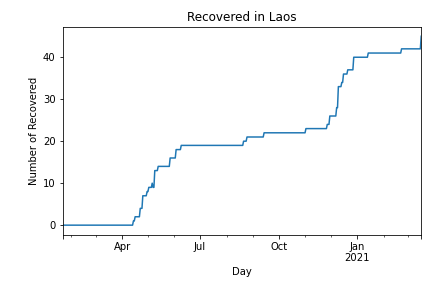 Recovered in Laos
Number of Recovered
40
30
20
10
0
Apr
Jul
Oct
Jan
2021
Day